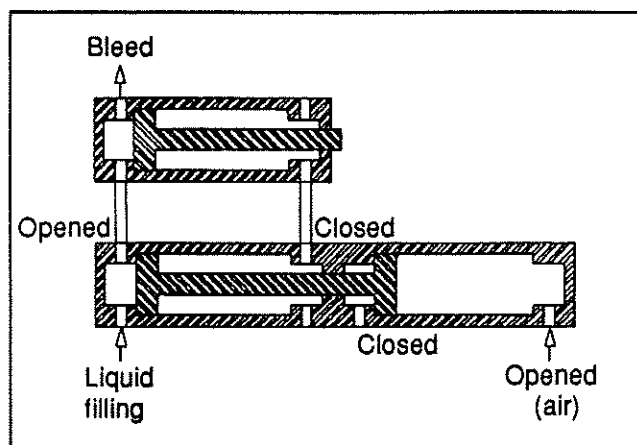 Bleed
Opened
Closed
Closed
Liquid
filling
Opened
(air)